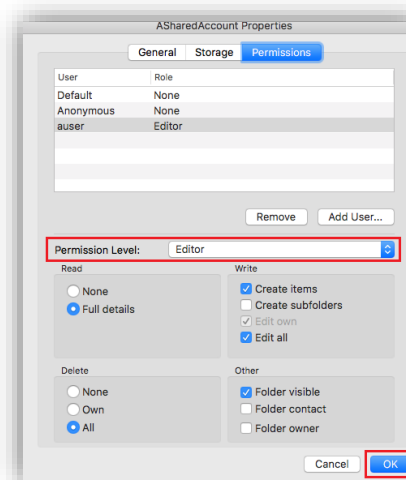 ASharedAccount Properties
General Storage Permissions
User Role
Default None
Anonymous None
auser Editor
Remove Add User...
Permission Level: Editor
Read Write
None Create items
Full details Create subfolders
Edit own
Edit all
Delete Other
None Folder visible
Own Folder contact
All Folder owner
Cancel OK